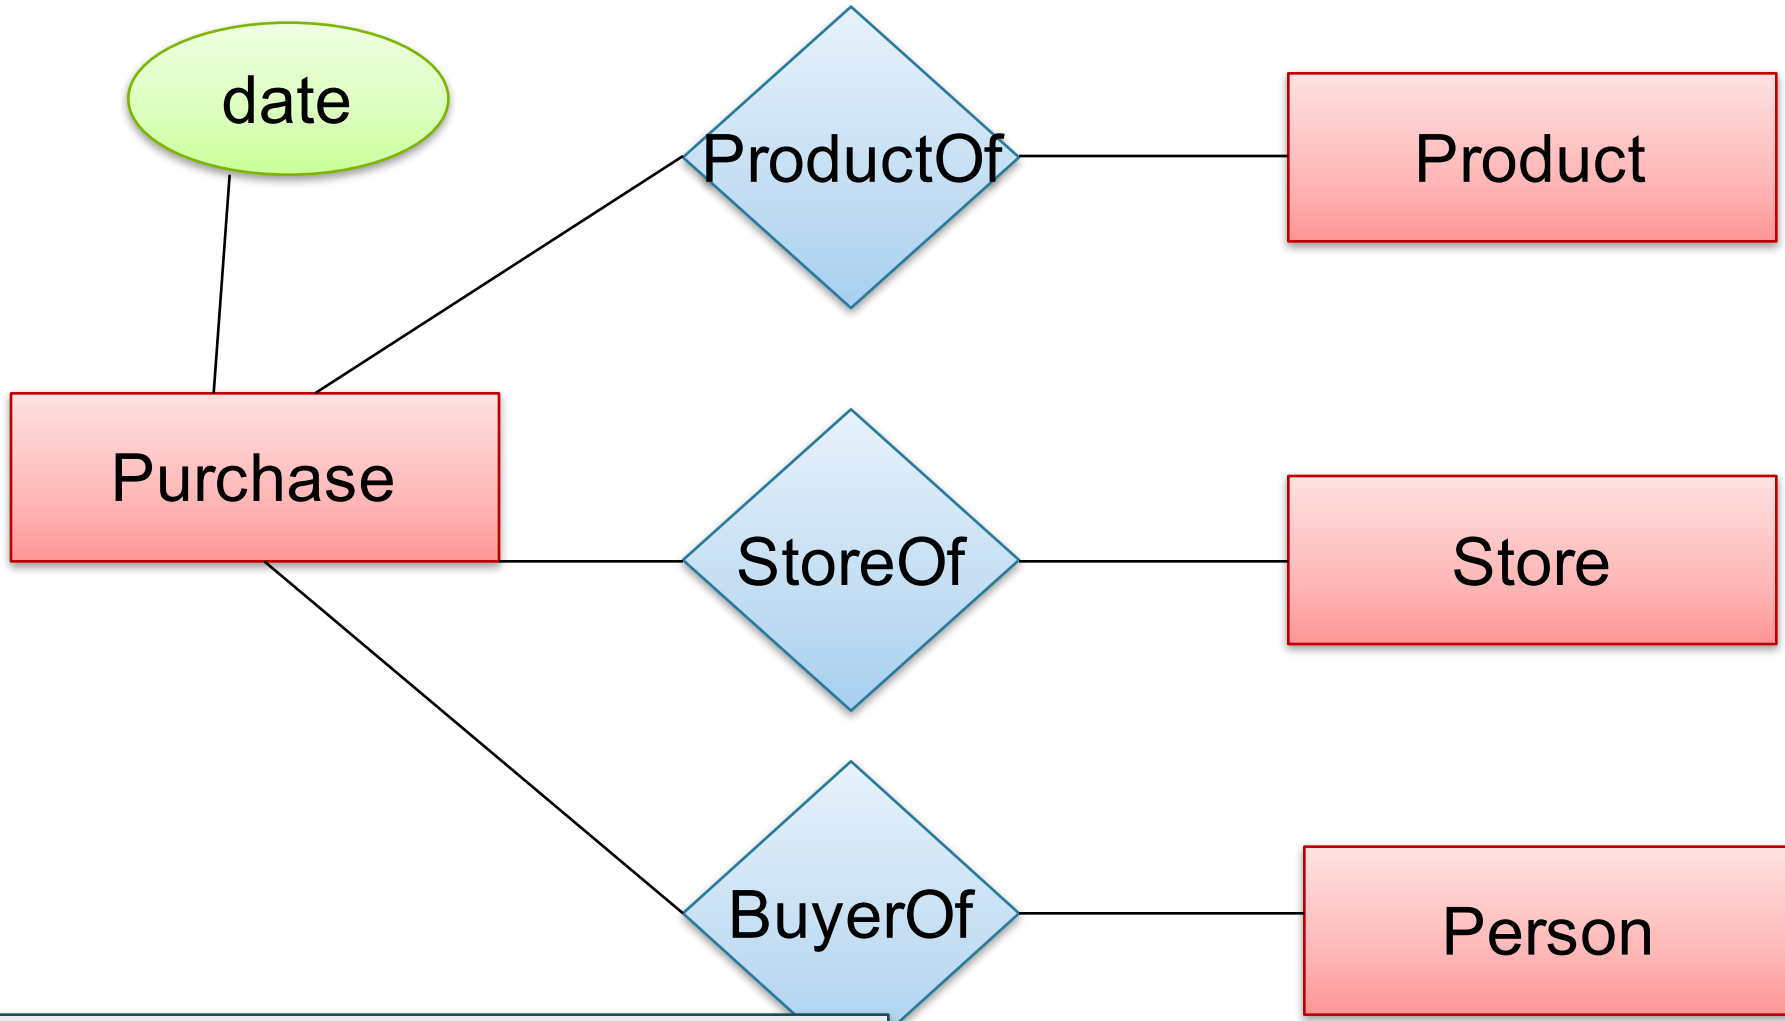 date
ProductOf
Product
Purchase
StoreOf
Store
BuyerOf
Person